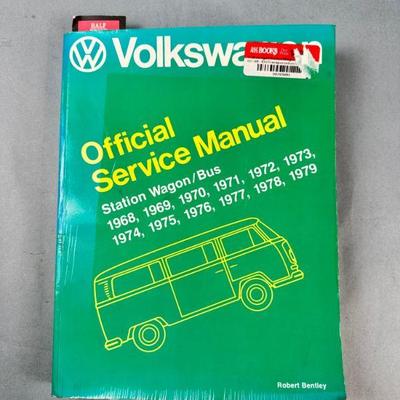 HALF
Volkswagen
BOOKS
Official
Service Manual
Station Wagon/Bus
1968, 1969, 1970, 1971, 1972, 1973,
1974, 1975, 1976, 1977, 1978, 1979
Robert Bentley